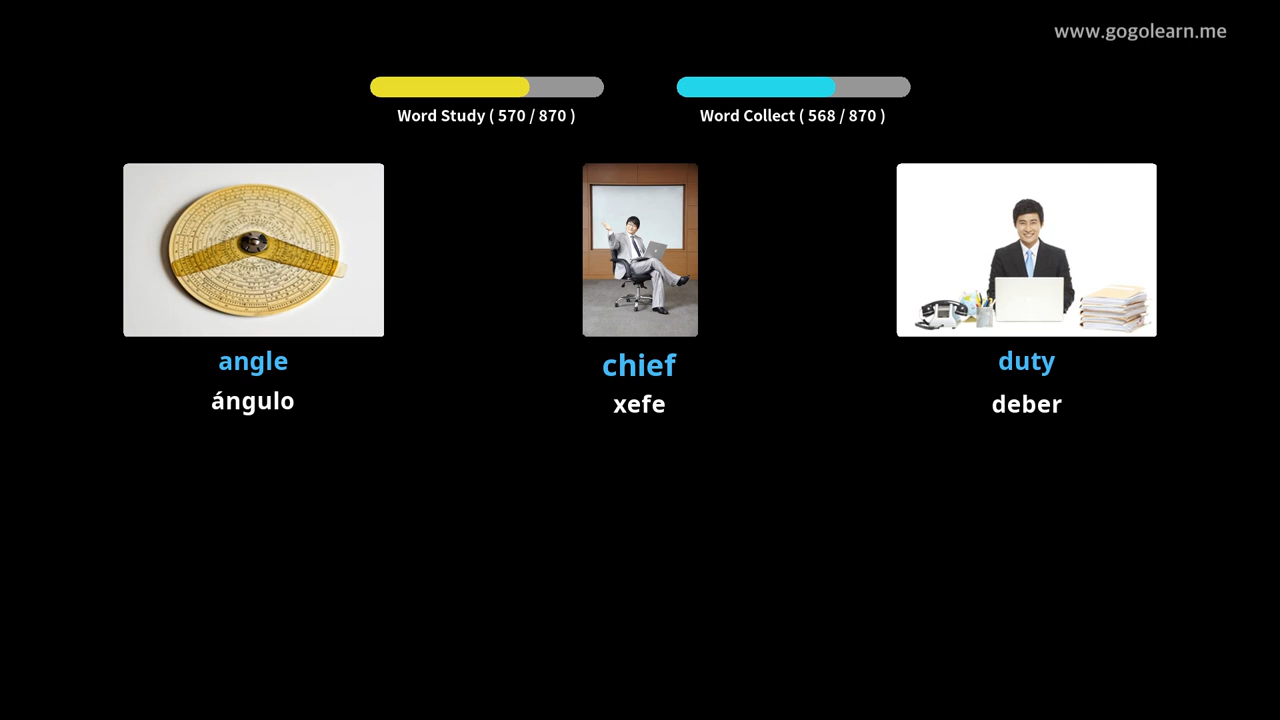 www.gogolearn.me
Word Study ( 570 / 870 )
Word Collect ( 568 / 870 )
angle
chief
duty
ángulo
xefe
deber